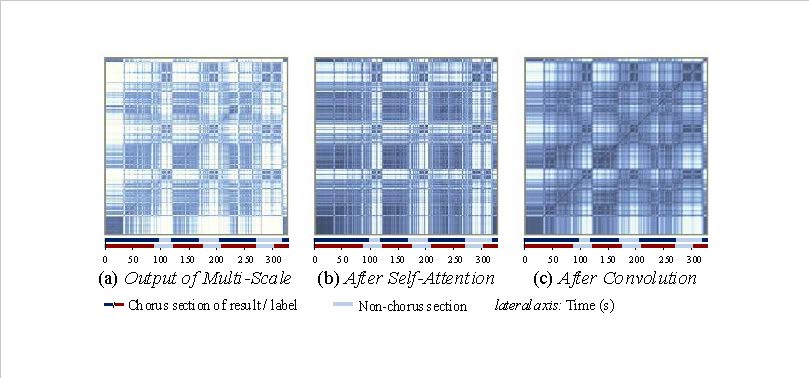 0 50 100 150 200 250 300 0 50 100 150 200 250 300 0 50 100 150 200 250 300
(a) Output of Multi-Scale (b) After Self-Attention (c) After Convolution
Chorus section of result / label Non-chorus section lateral axis: Time (s)